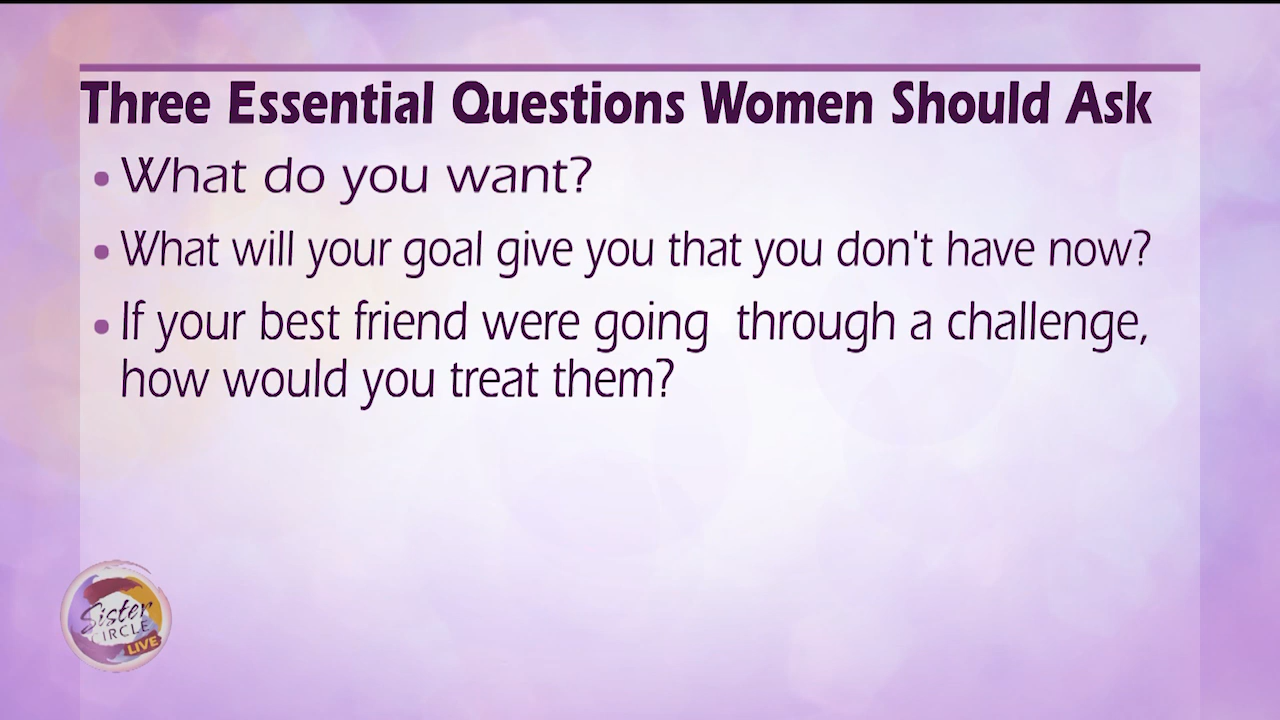 Three Essential Questions Women Should Ask
• What do you want?
• What will your goal give you that you don't have now?
• If your best friend were going  through a challenge,
how would you treat them?
Sister
CIRCLE
LIVE